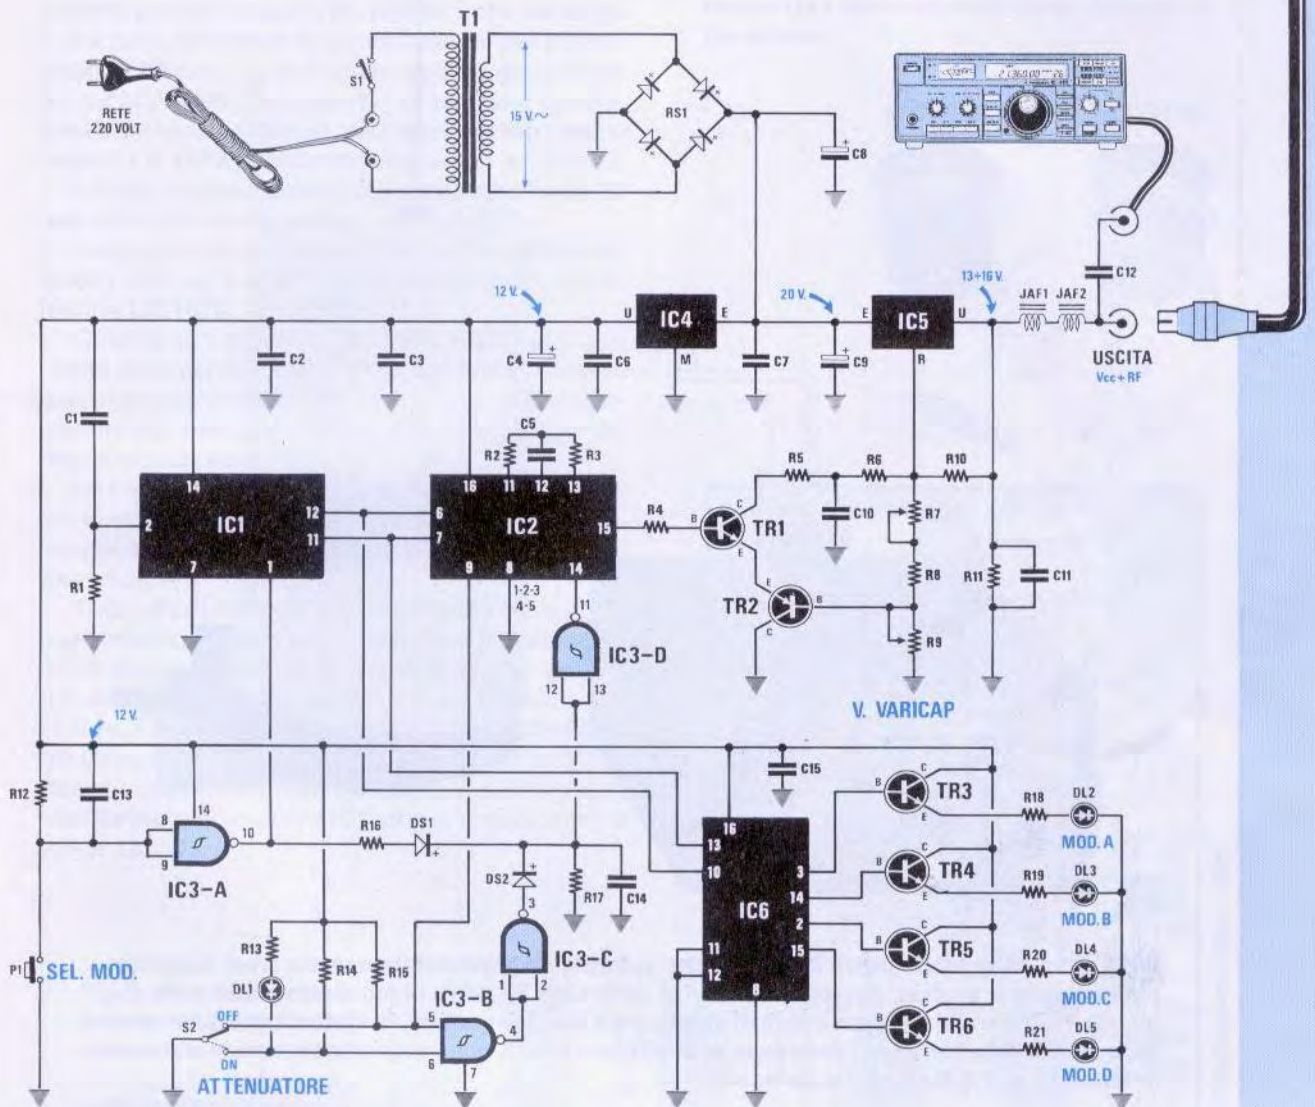 T1
RETE
220 VOLT
S1
15 V.~
RS1
C8
21.360.00 26
C12
12 V.
20 V.
13÷16 V.
JAF1 JAF2
U IC4 E
M
E IC5 U
R
USCITA
Vcc + RF
C1
C2
C3
C4
C6
C7
C9
C5
R2
R3
R5
R6
R10
14
2 IC1 12
11
7 1
16 11 12 13
6 IC2 15
7
9 8 14
1-2-3
4-5
R4
B C TR1
E
C10
R7
R8
R11
C11
R1
11
IC3-D
12 13
E
TR2 B
C
R9
V. VARICAP
12 V.
R12
C13
14
8
9
10
IC3-A
R16
DS1
DS2
R17
C14
C15
16
13
10
IC6
3
14
2
15
11
12
8
C
B TR3
E
R18
DL2
MOD. A
C
B TR4
E
R19
DL3
MOD. B
C
B TR5
E
R20
DL4
MOD. C
C
B TR6
E
R21
DL5
MOD. D
3
IC3-C
1 2
R13
DL1
R14
R15
IC3-B
5
6
4
7
P1
SEL. MOD.
S2
OFF
ON
ATTENUATORE